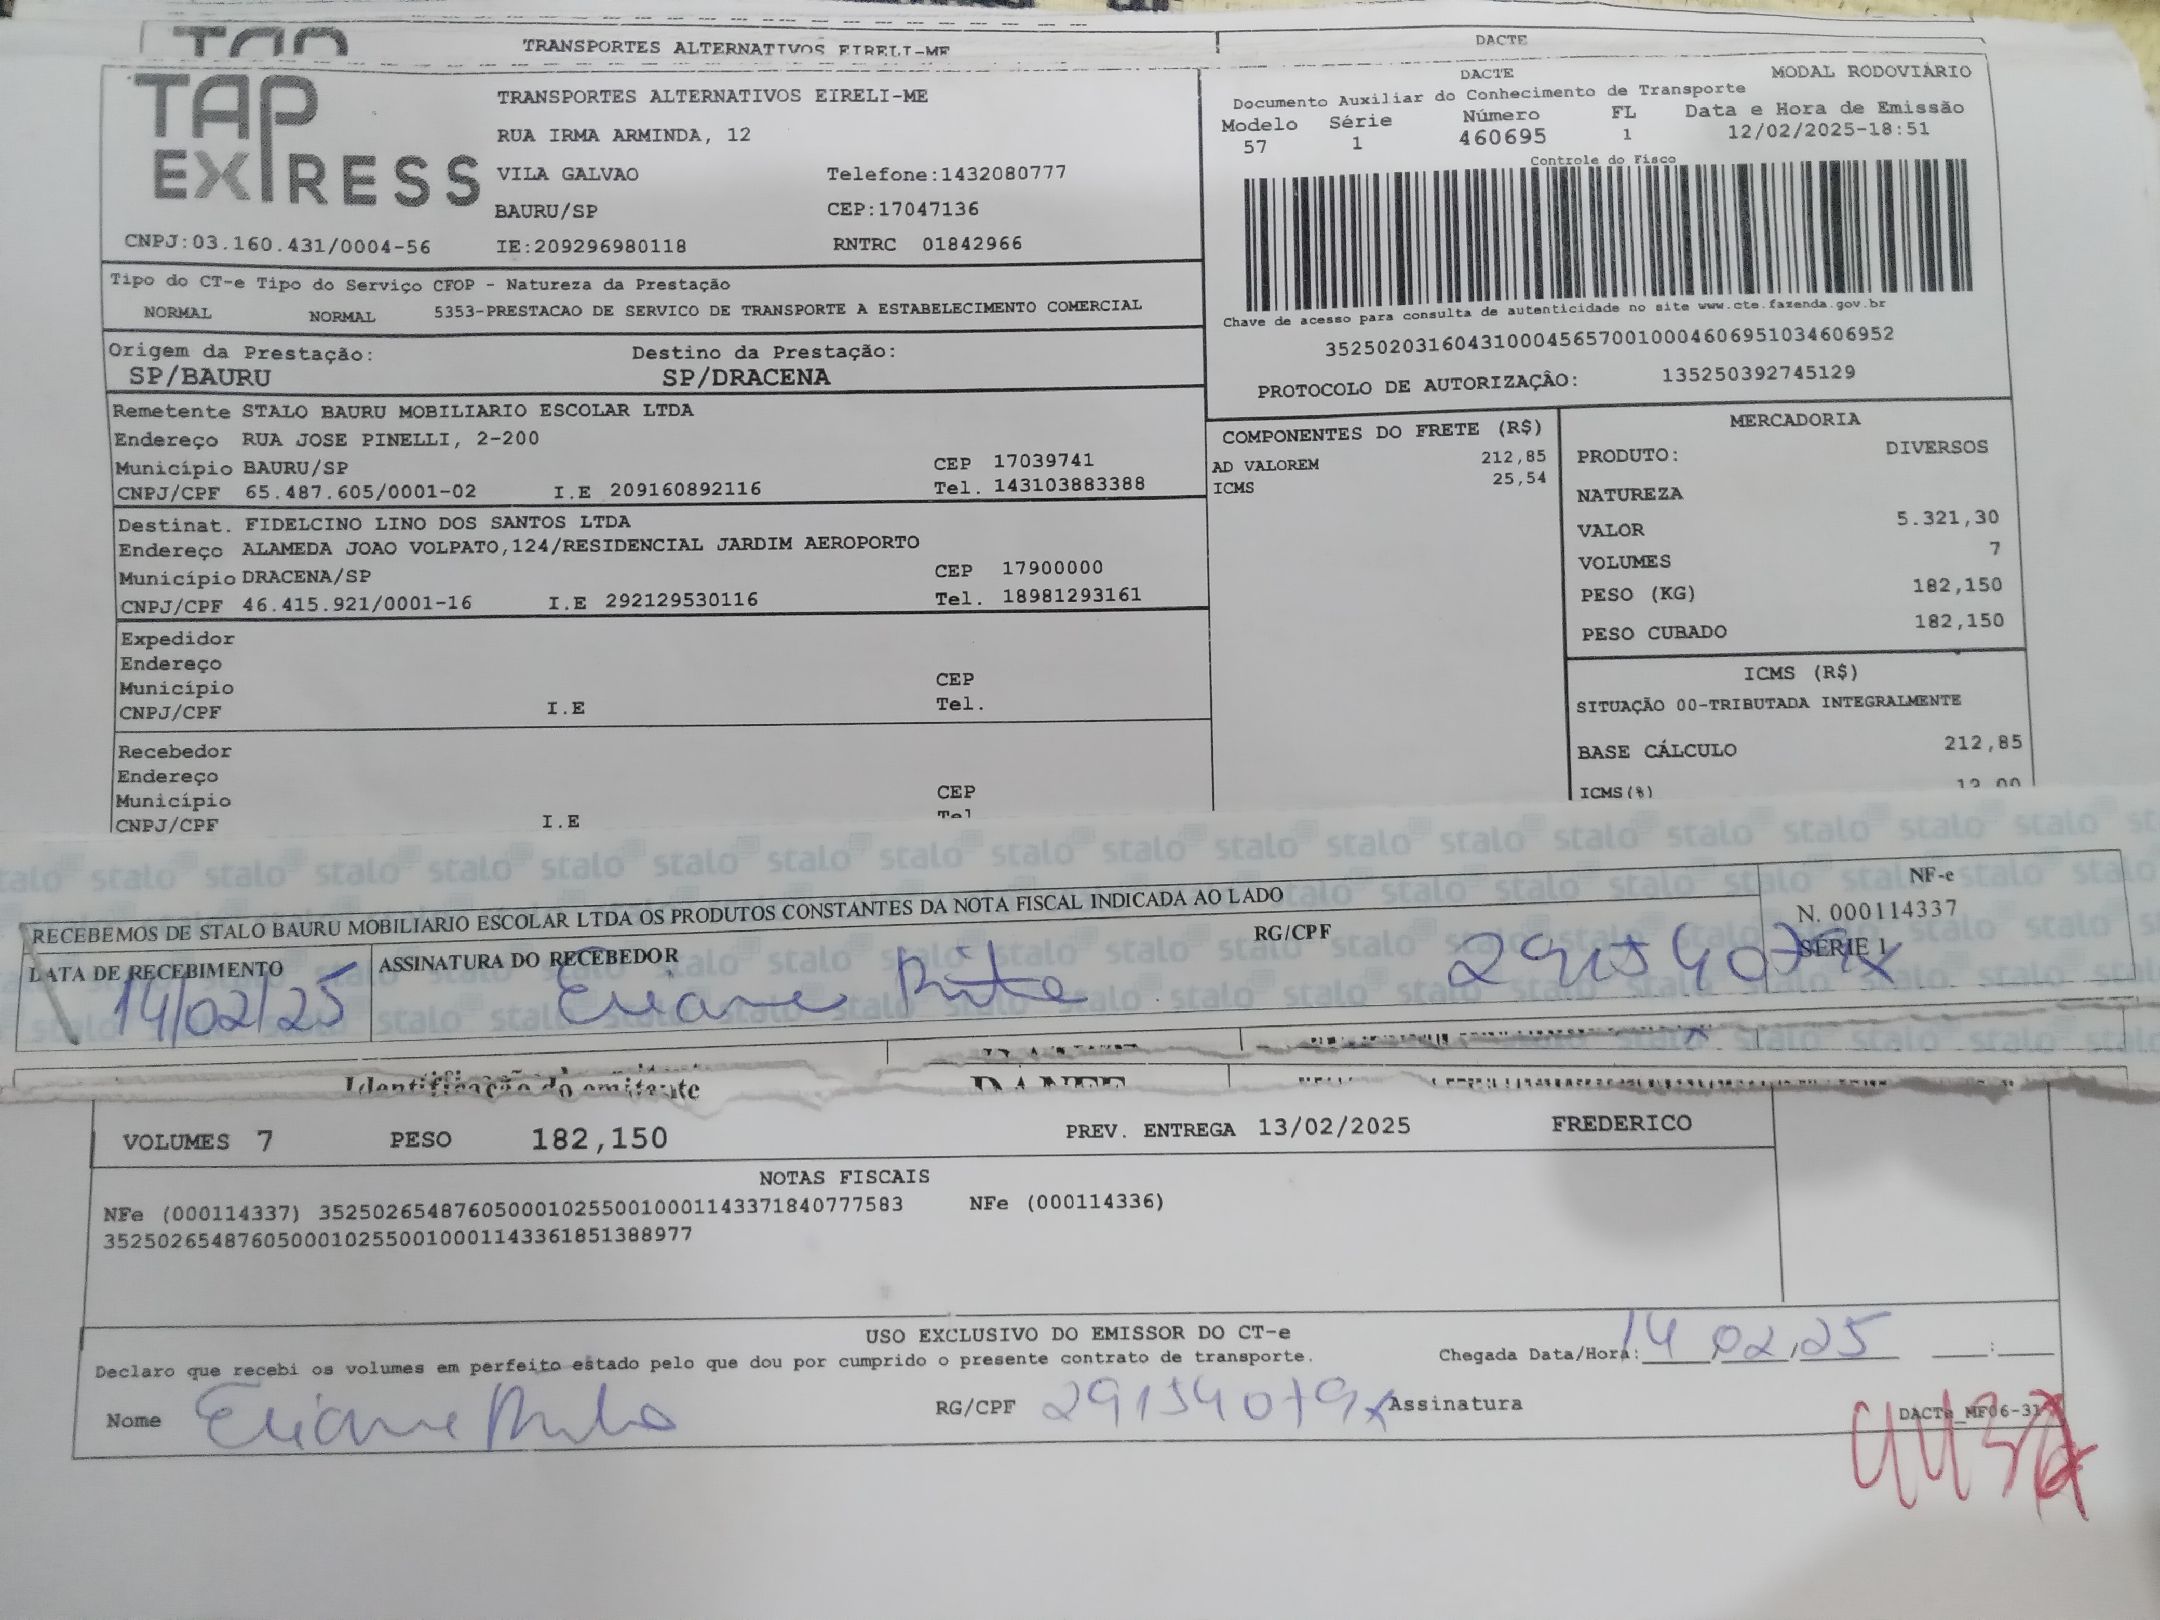 TRANSPORTES ALTERNATIVOS EIRELI-ME
DACTE
TAP EXPRESS
TRANSPORTES ALTERNATIVOS EIRELI-ME
RUA IRMA ARMINDA, 12
VILA GALVAO Telefone:1432080777
BAURU/SP CEP:17047136
CNPJ:03.160.431/0004-56 IE:209296980118 RNTRC 01842966
DACTE MODAL RODOVIÁRIO
Documento Auxiliar do Conhecimento de Transporte
Modelo Série Número FL Data e Hora de Emissão
57 1 460695 1 12/02/2025-18:51
Controle do Fisco
Chave de acesso para consulta de autenticidade no site www.cte.fazenda.gov.br
35250203160431000456570010004606951034606952
PROTOCOLO DE AUTORIZAÇÃO: 135250392745129
Tipo do CT-e Tipo do Serviço CFOP - Natureza da Prestação
NORMAL NORMAL 5353-PRESTACAO DE SERVICO DE TRANSPORTE A ESTABELECIMENTO COMERCIAL
Origem da Prestação: Destino da Prestação:
SP/BAURU SP/DRACENA
Remetente STALO BAURU MOBILIARIO ESCOLAR LTDA
Endereço RUA JOSE PINELLI, 2-200
Município BAURU/SP CEP 17039741
CNPJ/CPF 65.487.605/0001-02 I.E 209160892116 Tel. 143103883388
Destinat. FIDELCINO LINO DOS SANTOS LTDA
Endereço ALAMEDA JOAO VOLPATO,124/RESIDENCIAL JARDIM AEROPORTO
Município DRACENA/SP CEP 17900000
CNPJ/CPF 46.415.921/0001-16 I.E 292129530116 Tel. 18981293161
Expedidor
Endereço
Município CEP
CNPJ/CPF I.E Tel.
Recebedor
Endereço
Município CEP
CNPJ/CPF I.E Tel
COMPONENTES DO FRETE (R$)
AD VALOREM 212,85
ICMS 25,54
MERCADORIA
PRODUTO: DIVERSOS
NATUREZA
VALOR 5.321,30
VOLUMES 7
PESO (KG) 182,150
PESO CUBADO 182,150
ICMS (R$)
SITUAÇÃO 00-TRIBUTADA INTEGRALMENTE
BASE CÁLCULO 212,85
ICMS(%) 12,00
RECEBEMOS DE STALO BAURU MOBILIARIO ESCOLAR LTDA OS PRODUTOS CONSTANTES DA NOTA FISCAL INDICADA AO LADO
NF-e
N. 000114337
SÉRIE 1
DATA DE RECEBIMENTO ASSINATURA DO RECEBEDOR RG/CPF
14/02/25 Eliane 29154079x
Identificação do emitente DANFE
VOLUMES 7 PESO 182,150 PREV. ENTREGA 13/02/2025 FREDERICO
NOTAS FISCAIS
NFe (000114337) 35250265487605000102550010001143371840777583 NFe (000114336)
35250265487605000102550010001143361851388977
USO EXCLUSIVO DO EMISSOR DO CT-e
Declaro que recebi os volumes em perfeito estado pelo que dou por cumprido o presente contrato de transporte. Chegada Data/Hora: 14 02 25 :
Nome Eliane RG/CPF 29154079x Assinatura
DACTe_MF06-31